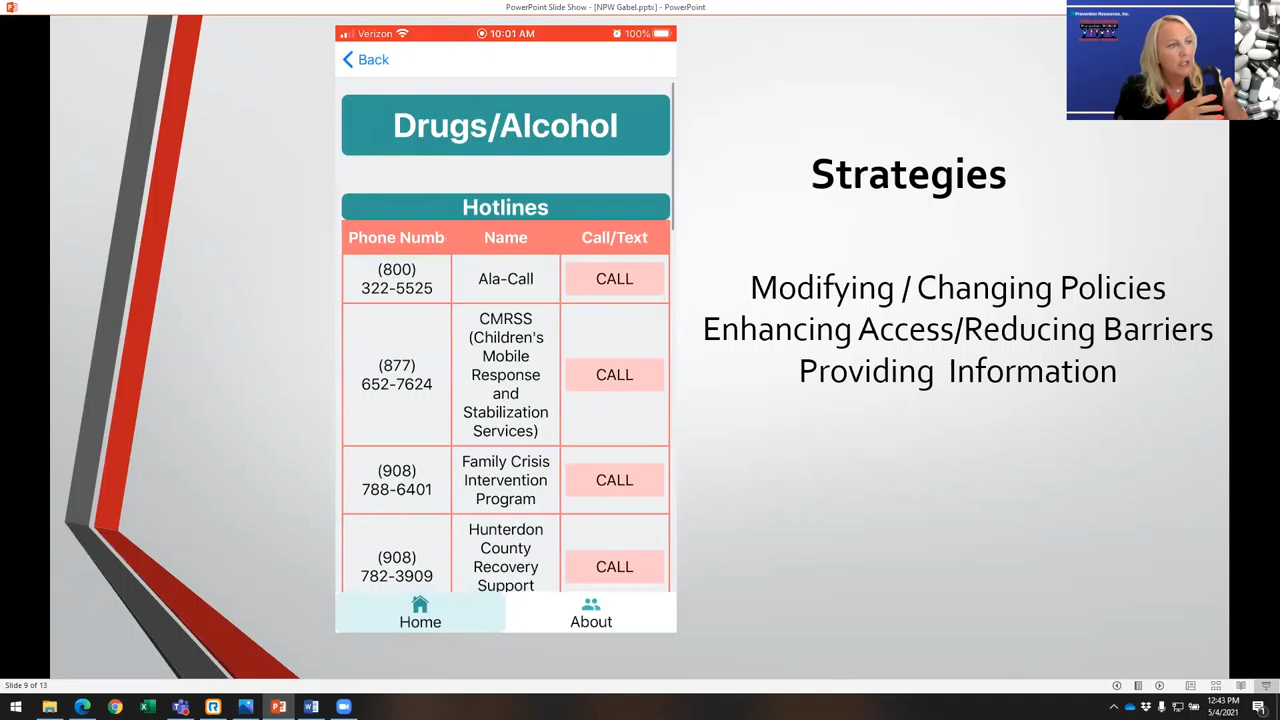 PowerPoint Slide Show - [NPW Gabel.pptx] - PowerPoint
Verizon
10:01 AM
100%
Back
Drugs/Alcohol
Hotlines
Phone Numb
Name
Call/Text
(800)
322-5525
Ala-Call
CALL
(877)
652-7624
CMRSS
(Children's
Mobile
Response
and
Stabilization
Services)
CALL
(908)
788-6401
Family Crisis
Intervention
Program
CALL
(908)
782-3909
Hunterdon
County
Recovery
Support
CALL
Home
About
Strategies
Modifying / Changing Policies
Enhancing Access/Reducing Barriers
Providing Information
Prevention Resources, Inc.
Slide 9 of 13
12:43 PM
5/4/2021